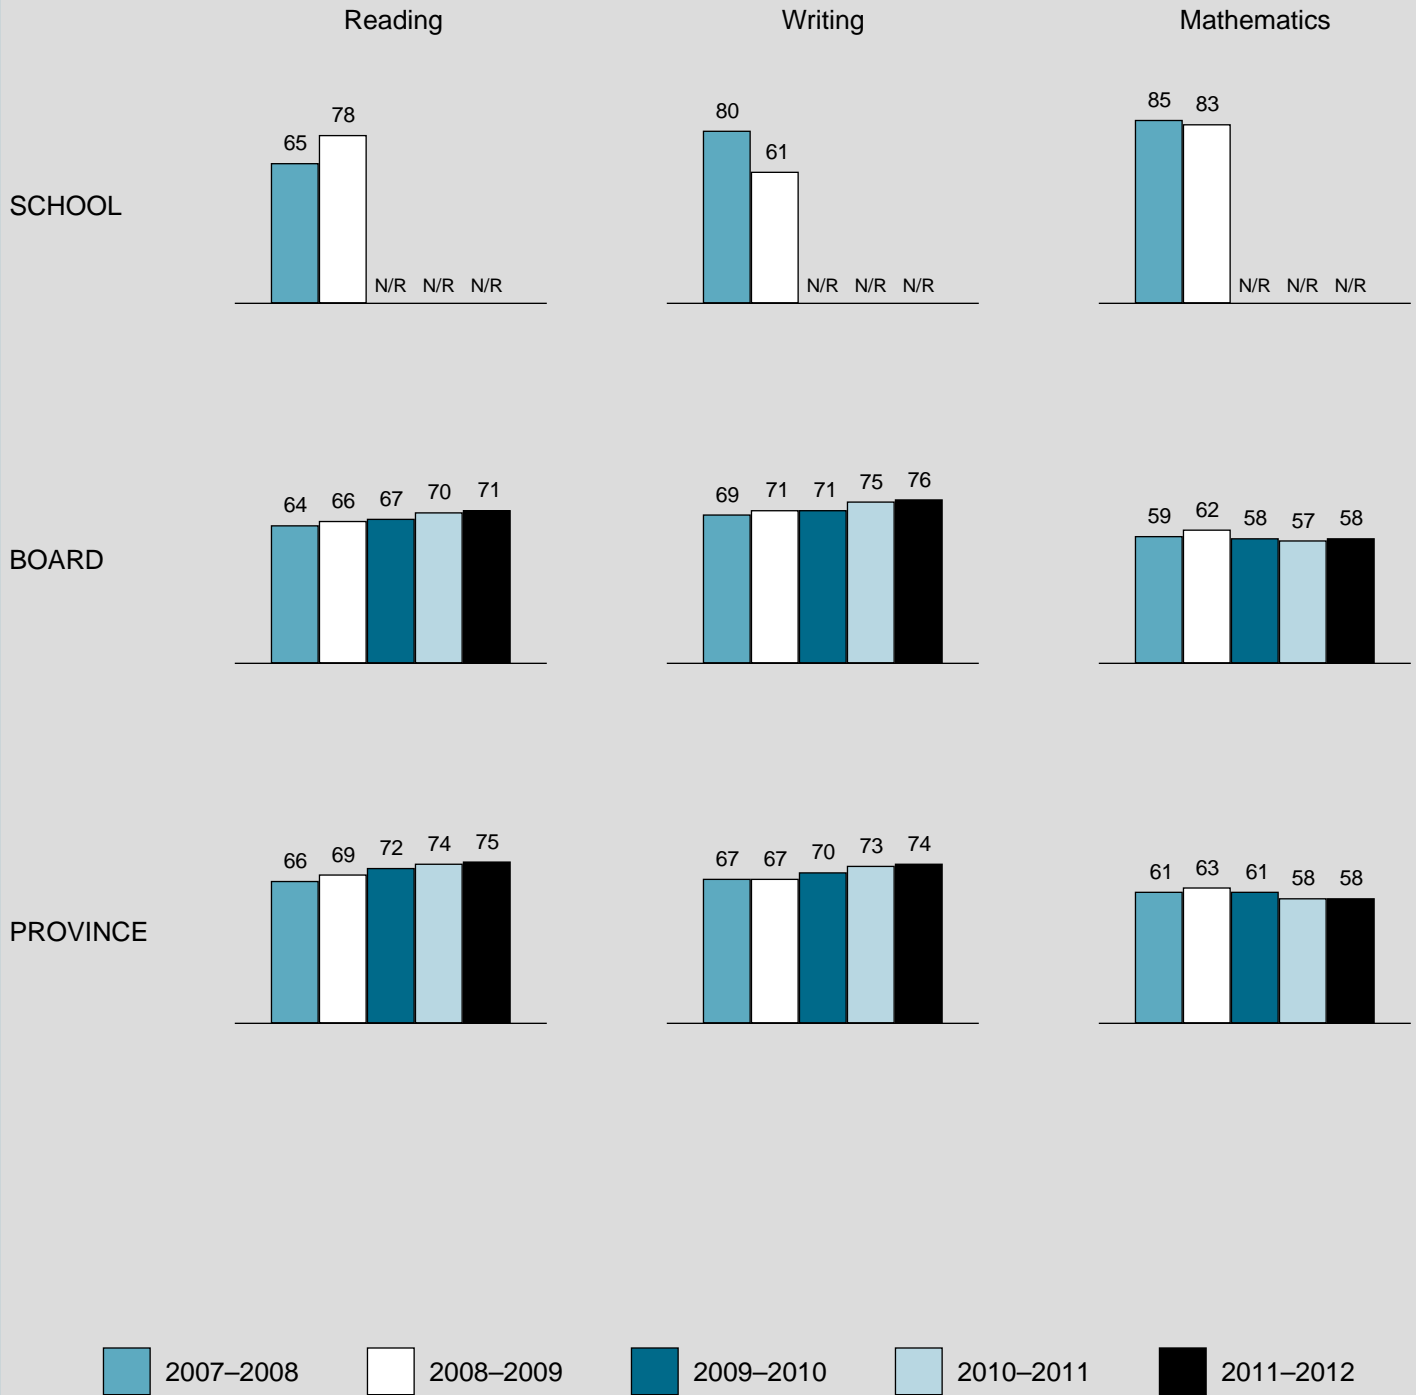 Reading Writing Mathematics
SCHOOL
65 78 N/R N/R N/R
80 61 N/R N/R N/R
85 83 N/R N/R N/R
BOARD
64 66 67 70 71
69 71 71 75 76
59 62 58 57 58
PROVINCE
66 69 72 74 75
67 67 70 73 74
61 63 61 58 58
2007–2008 2008–2009 2009–2010 2010–2011 2011–2012